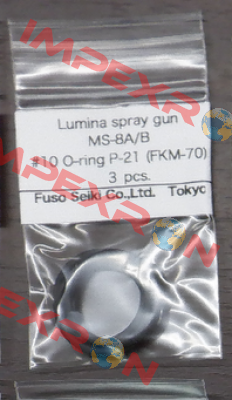 Lumina spray gun
MS-8A/B
#10 O-ring P-21 (FKM-70)
3 pcs.
Fuso Seiki Co.,Ltd. Tokyo
IMPEXRON
IMPEXRON
IMPEXRON